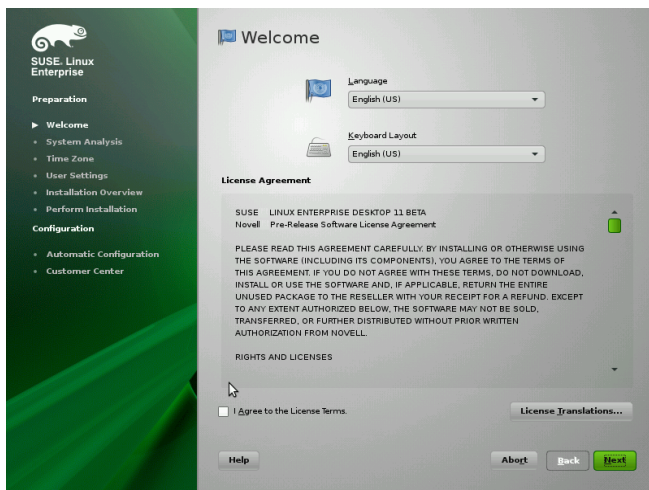 SUSE. Linux
Enterprise
Preparation
Welcome
System Analysis
Time Zone
User Settings
Installation Overview
Perform Installation
Configuration
Automatic Configuration
Customer Center
Welcome
Language
English (US)
Keyboard Layout
English (US)
License Agreement
SUSE LINUX ENTERPRISE DESKTOP 11 BETA
Novell Pre-Release Software License Agreement
PLEASE READ THIS AGREEMENT CAREFULLY. BY INSTALLING OR OTHERWISE USING
THE SOFTWARE (INCLUDING ITS COMPONENTS), YOU AGREE TO THE TERMS OF
THIS AGREEMENT. IF YOU DO NOT AGREE WITH THESE TERMS, DO NOT DOWNLOAD,
INSTALL OR USE THE SOFTWARE AND, IF APPLICABLE, RETURN THE ENTIRE
UNUSED PACKAGE TO THE RESELLER WITH YOUR RECEIPT FOR A REFUND. EXCEPT
TO ANY EXTENT AUTHORIZED BELOW, THE SOFTWARE MAY NOT BE SOLD,
TRANSFERRED, OR FURTHER DISTRIBUTED WITHOUT PRIOR WRITTEN
AUTHORIZATION FROM NOVELL.
RIGHTS AND LICENSES
I Agree to the License Terms.
License Translations...
Help
Abort
Back
Next